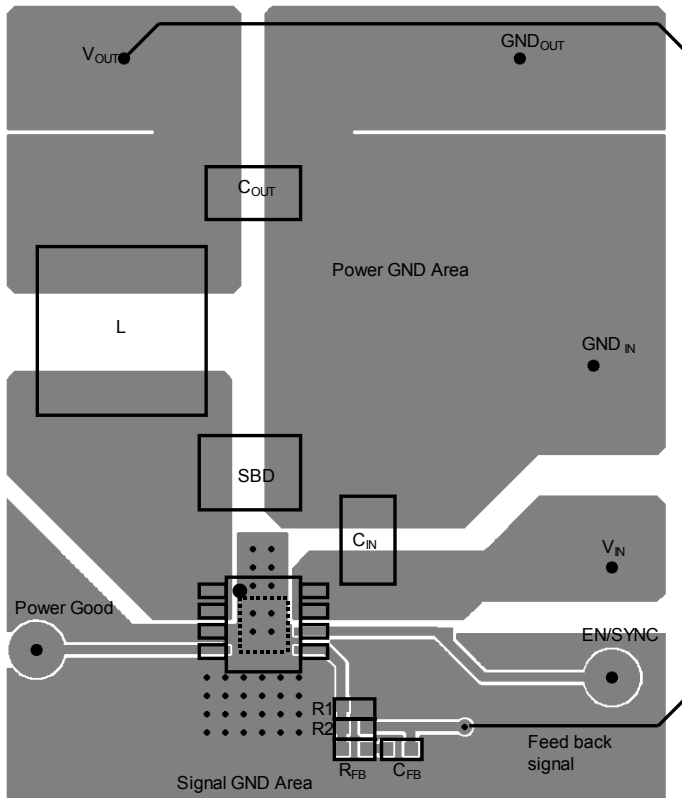 VOUT
GNDOUT
COUT
Power GND Area
L
GND IN
SBD
CIN
VIN
Power Good
EN/SYNC
R1
R2
RFB
CFB
Feed back
signal
Signal GND Area